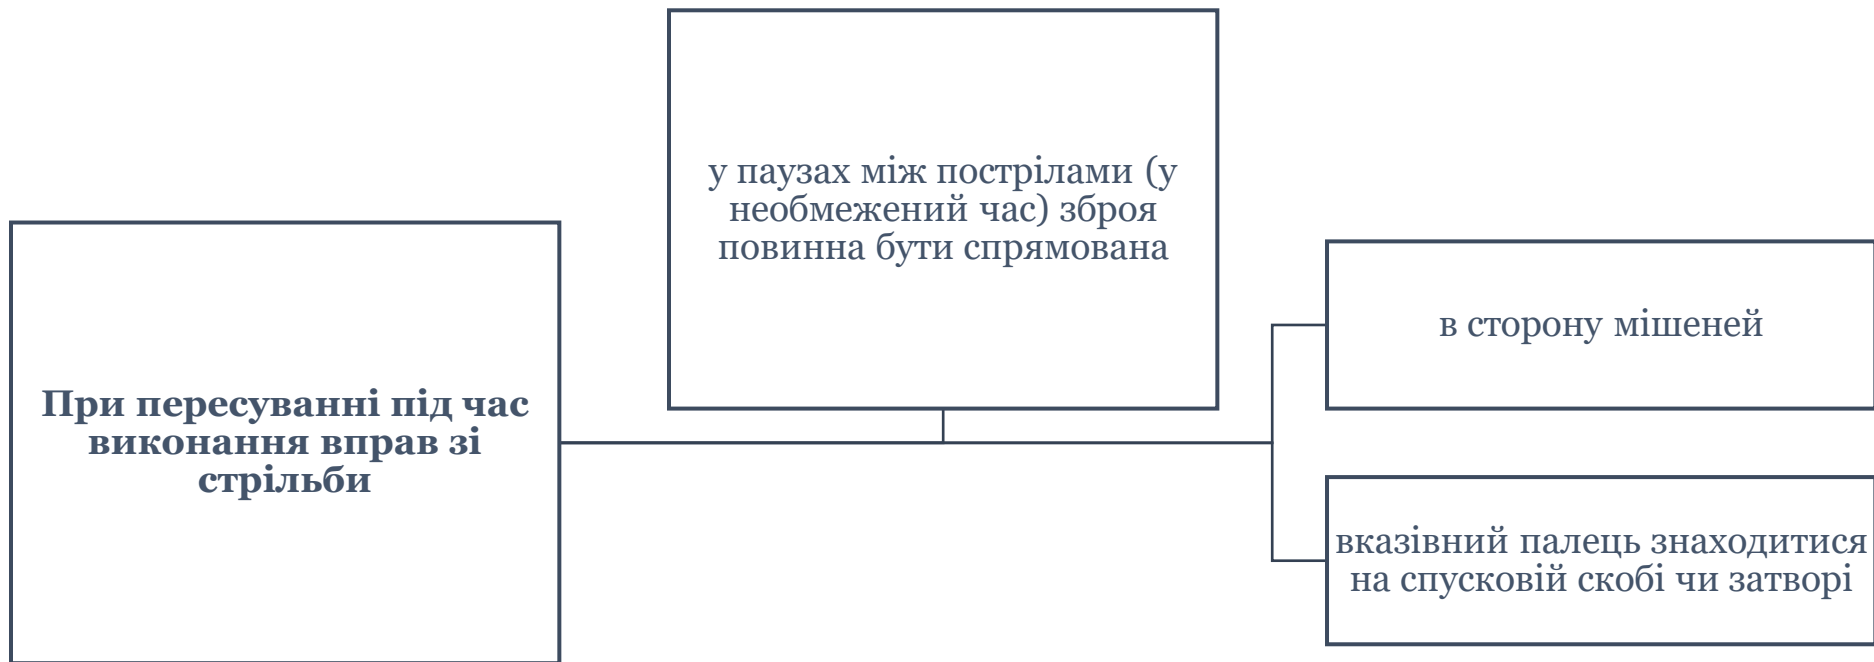 При пересуванні під час
виконання вправ зі
стрільби
у паузах між пострілами (у
необмежений час) зброя
повинна бути спрямована
в сторону мішеней
вказівний палець знаходитися
на спусковій скобі чи затворі